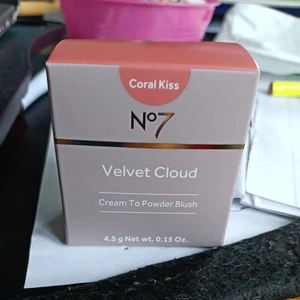 Coral Kiss
Nº7
Velvet Cloud
Cream To Powder Blush
4.5 g Net wt. 0.15 Oz.